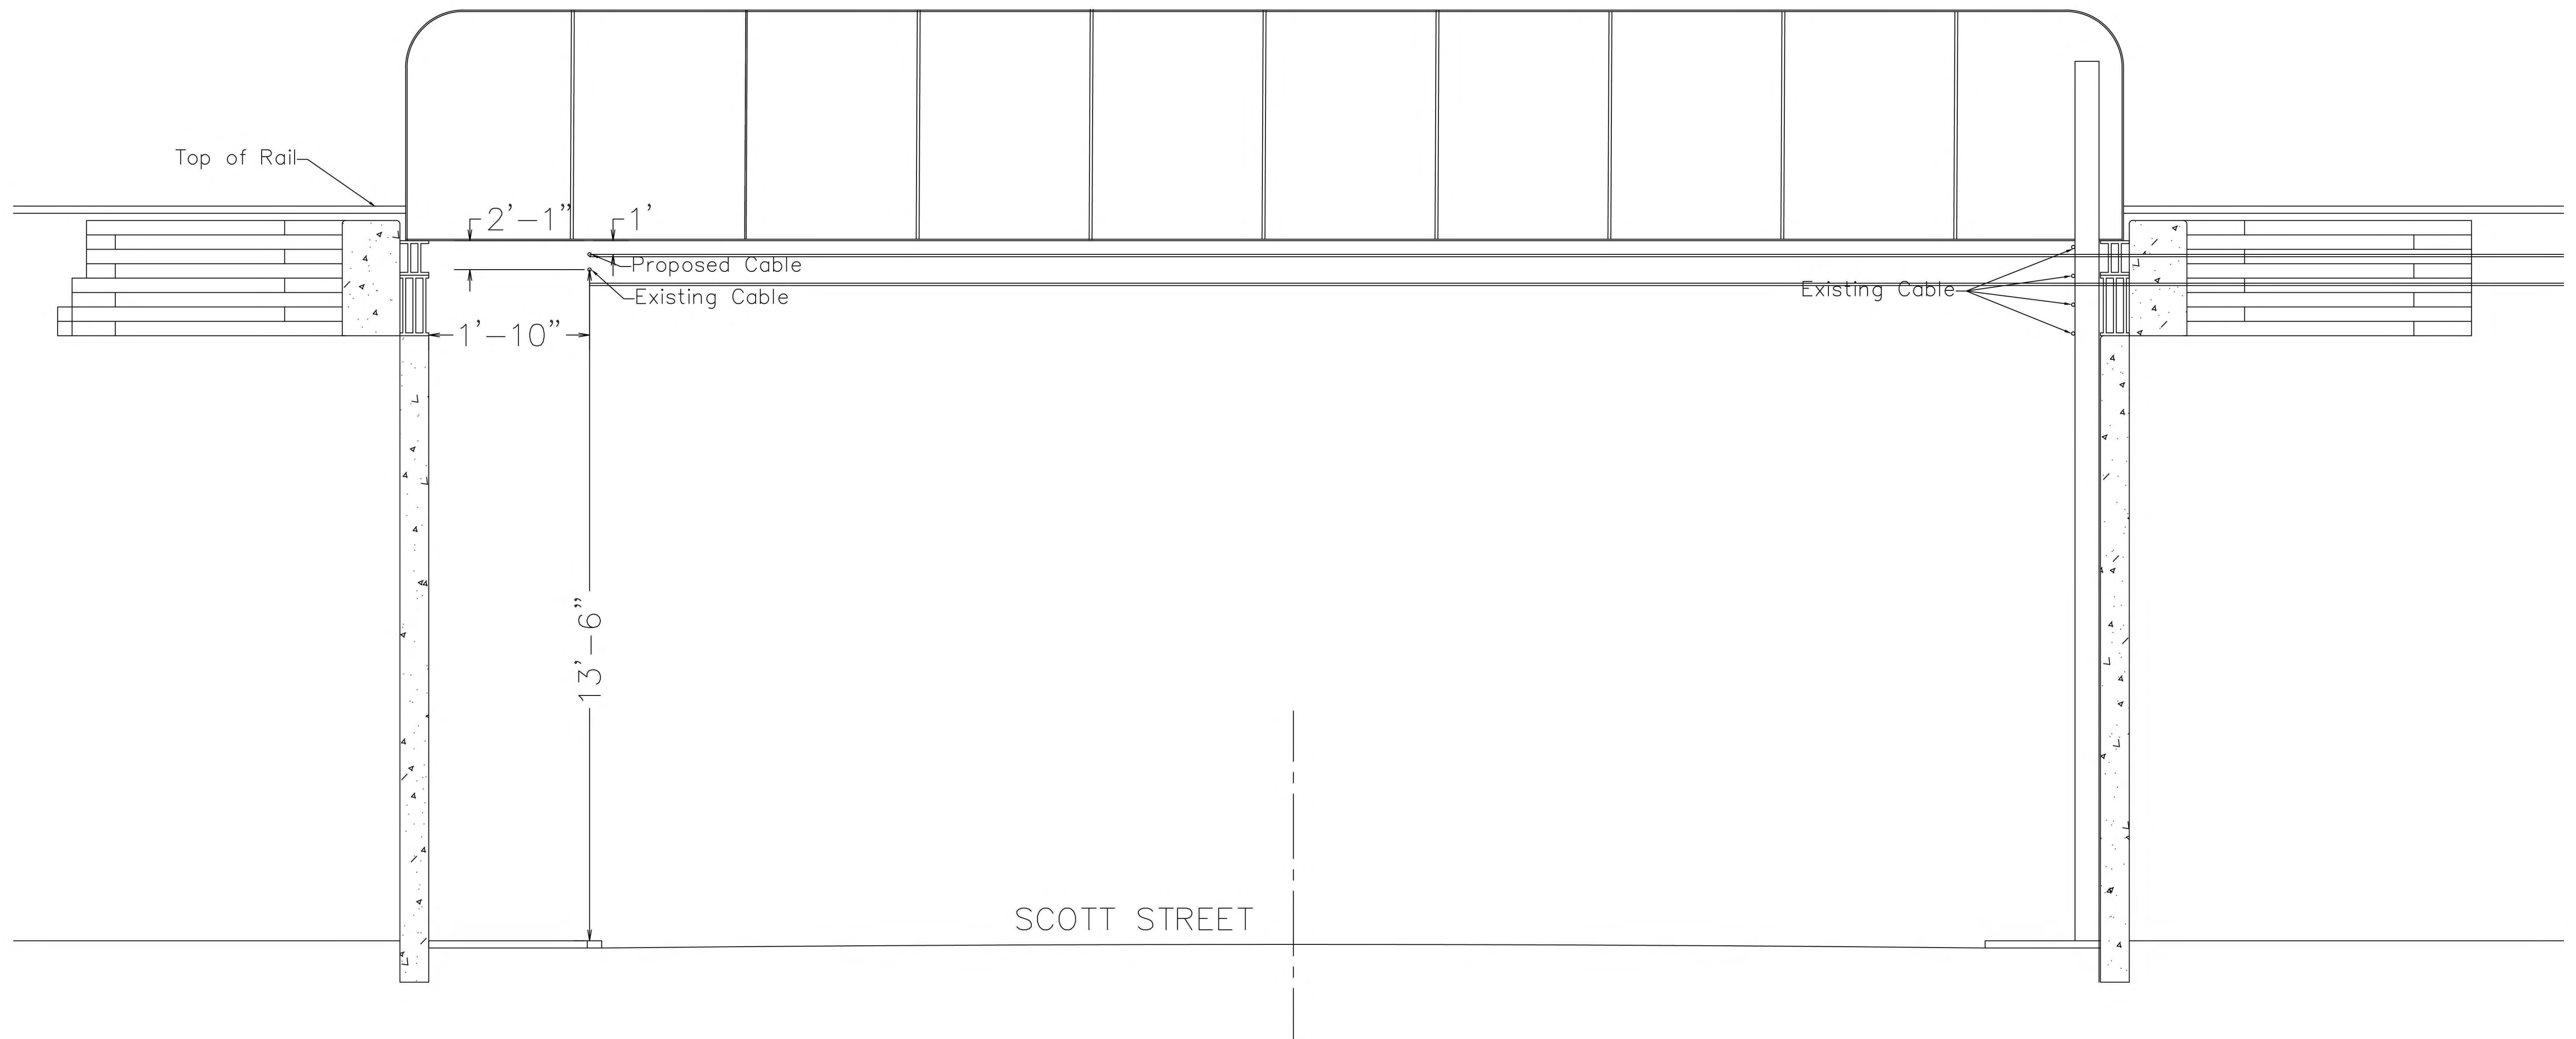 Top of Rail
2'-1"
1'
Proposed Cable
Existing Cable
Existing Cable
1'-10"
13'-6"
SCOTT STREET